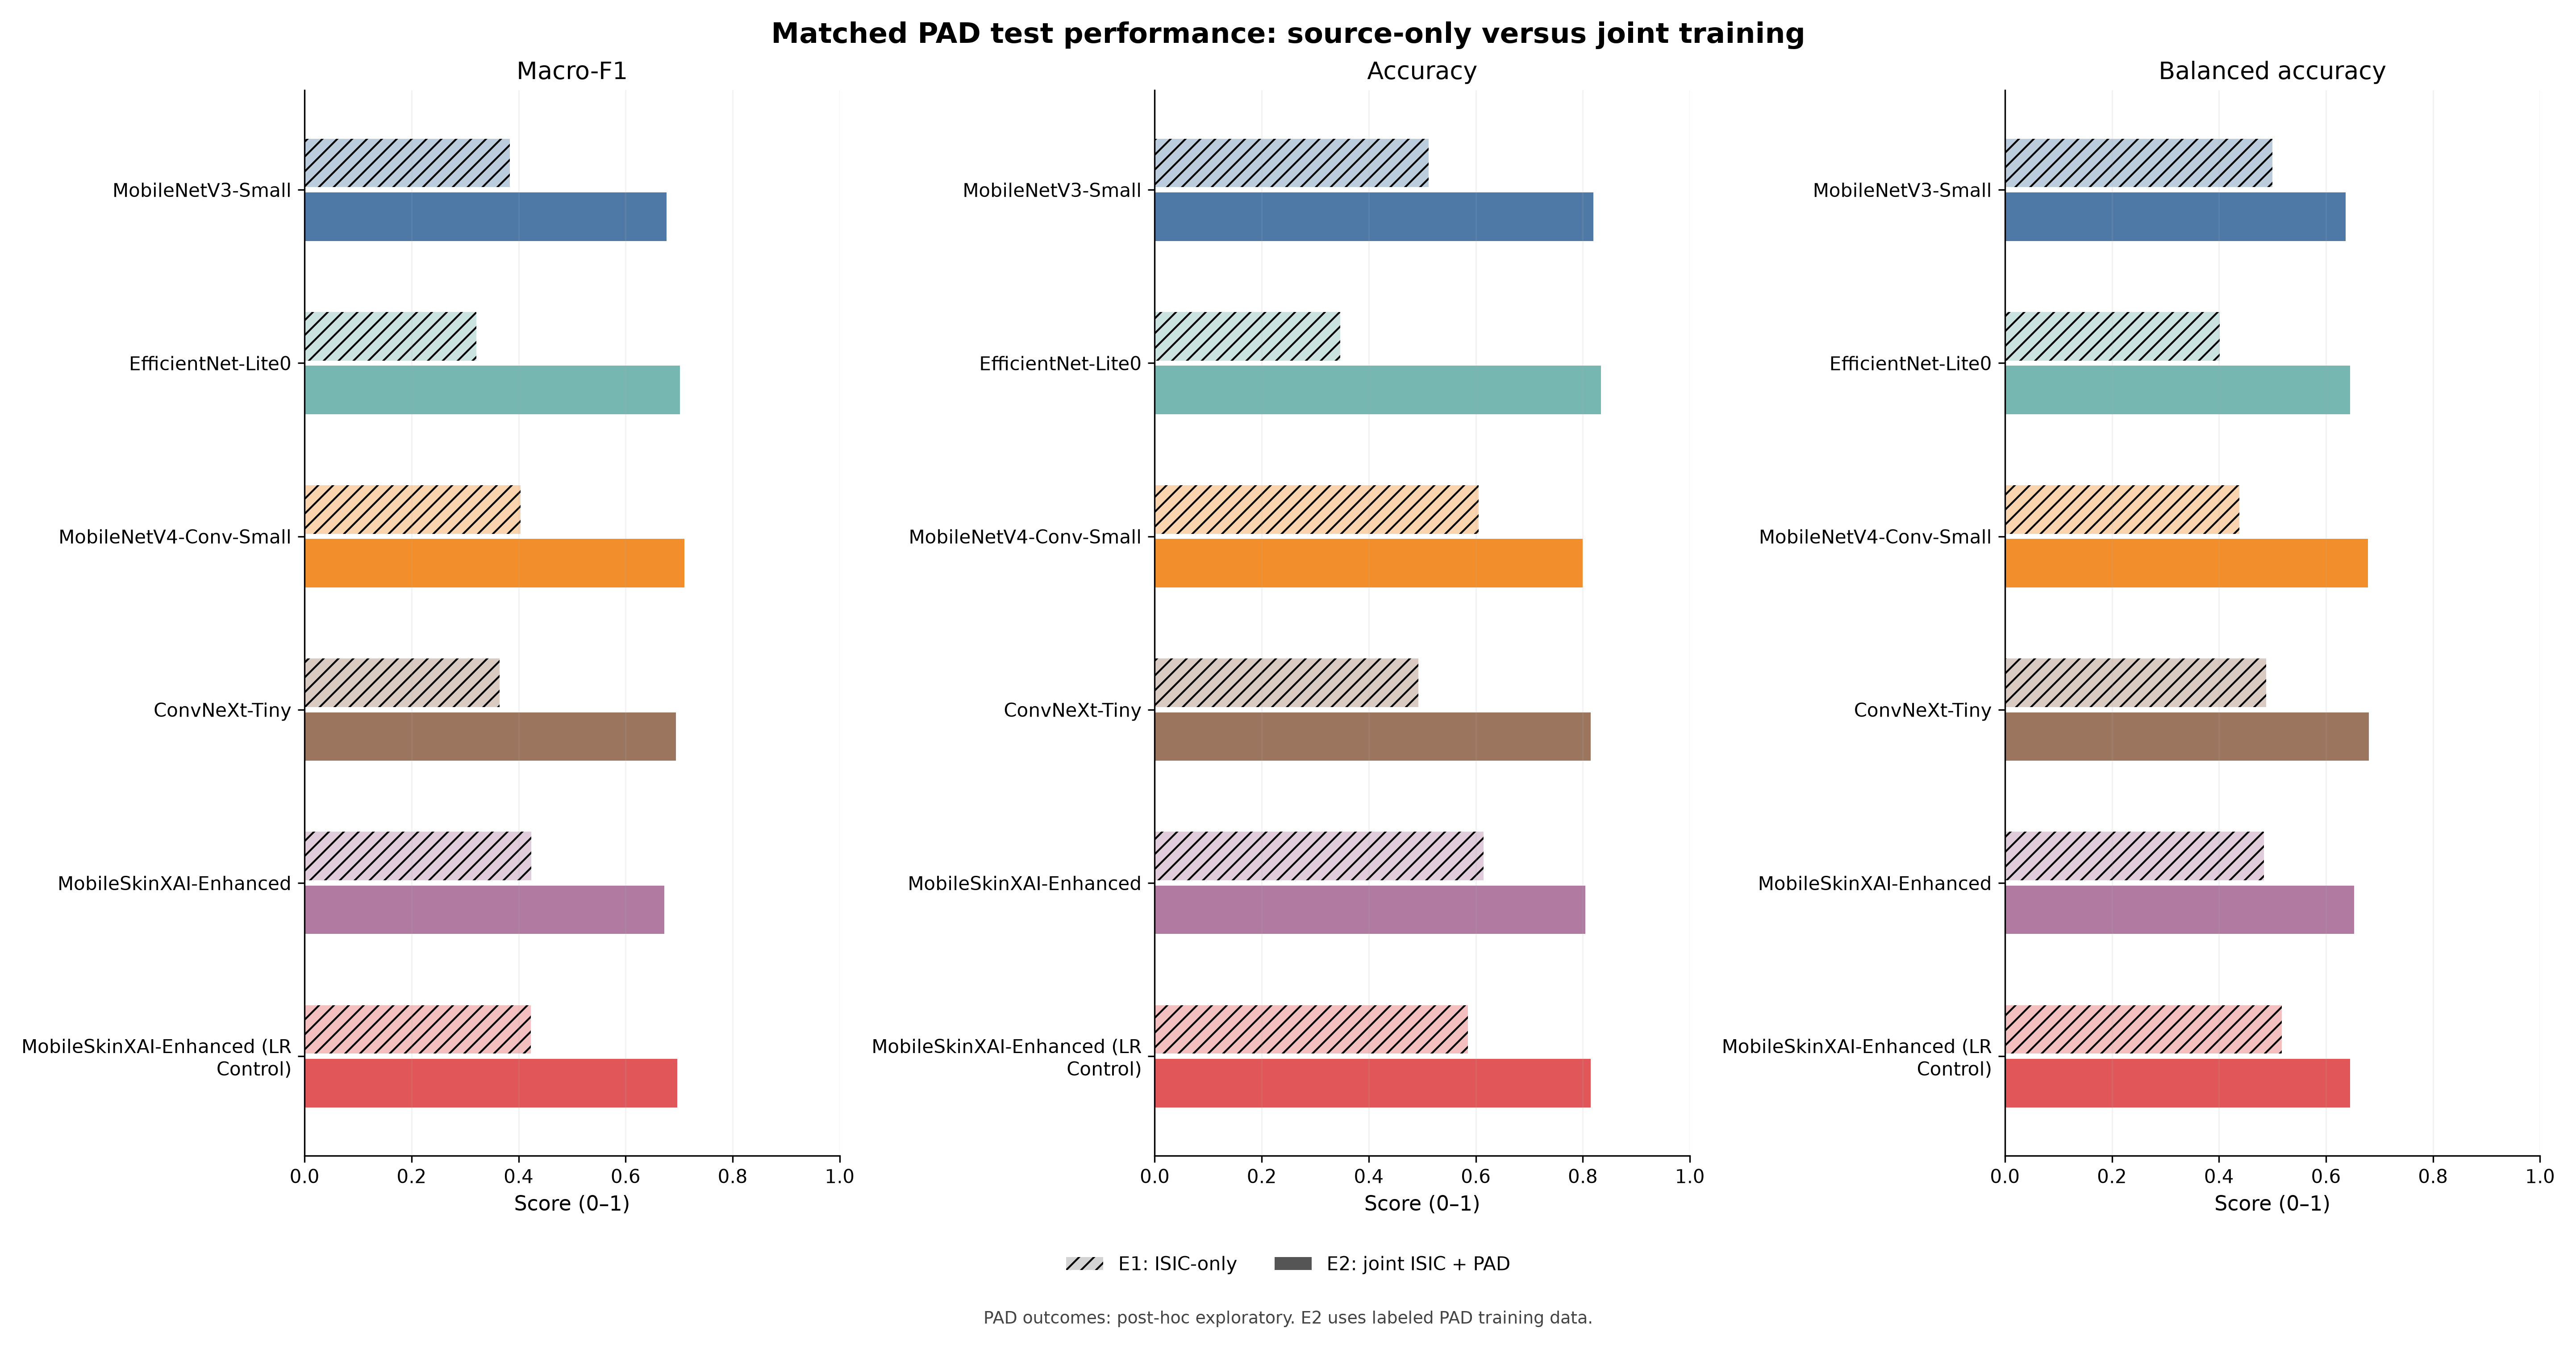 Matched PAD test performance: source-only versus joint training
Macro-F1
MobileNetV3-Small
EfficientNet-Lite0
MobileNetV4-Conv-Small
ConvNeXt-Tiny
MobileSkinXAI-Enhanced
MobileSkinXAI-Enhanced (LR
Control)
0.0 0.2 0.4 0.6 0.8 1.0
Score (0–1)
Accuracy
MobileNetV3-Small
EfficientNet-Lite0
MobileNetV4-Conv-Small
ConvNeXt-Tiny
MobileSkinXAI-Enhanced
MobileSkinXAI-Enhanced (LR
Control)
0.0 0.2 0.4 0.6 0.8 1.0
Score (0–1)
Balanced accuracy
MobileNetV3-Small
EfficientNet-Lite0
MobileNetV4-Conv-Small
ConvNeXt-Tiny
MobileSkinXAI-Enhanced
MobileSkinXAI-Enhanced (LR
Control)
0.0 0.2 0.4 0.6 0.8 1.0
Score (0–1)
E1: ISIC-only E2: joint ISIC + PAD
PAD outcomes: post-hoc exploratory. E2 uses labeled PAD training data.